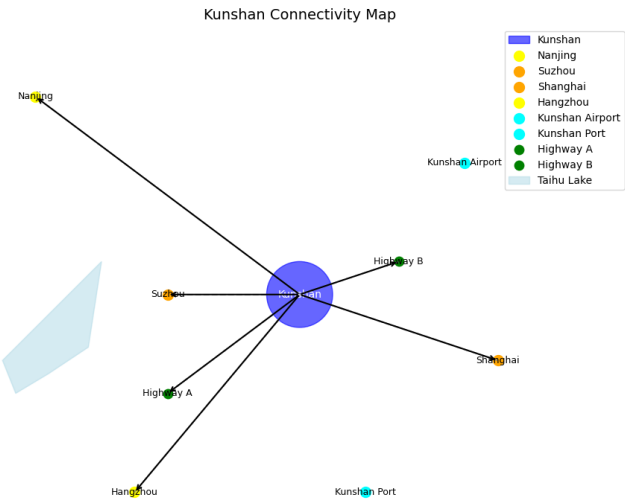 Kunshan Connectivity Map
Kunshan
Nanjing
Suzhou
Shanghai
Hangzhou
Kunshan Airport
Kunshan Port
Highway A
Highway B
Taihu Lake
Nanjing
Kunshan Airport
Highway B
Suzhou
Kunshan
Shanghai
Highway A
Hangzhou
Kunshan Port